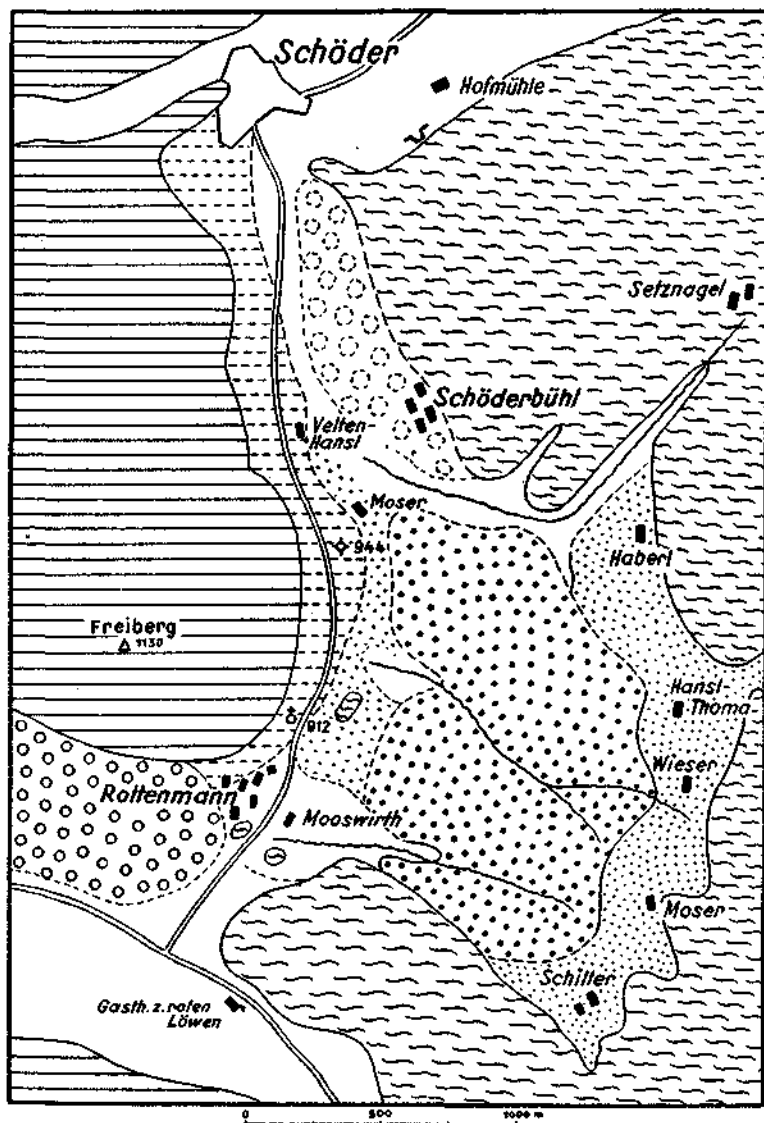 Schöder
Hofmühle
Setznagel
Schöderbühl
Velten-
Hansl
Moser
944
Haberl
Freiberg
1130
Hansl-
Thoma
912
Wieser
Rottenmann
Mooswirth
Moser
Schiller
Gasth. z. roten
Löwen
0 500 1000 m